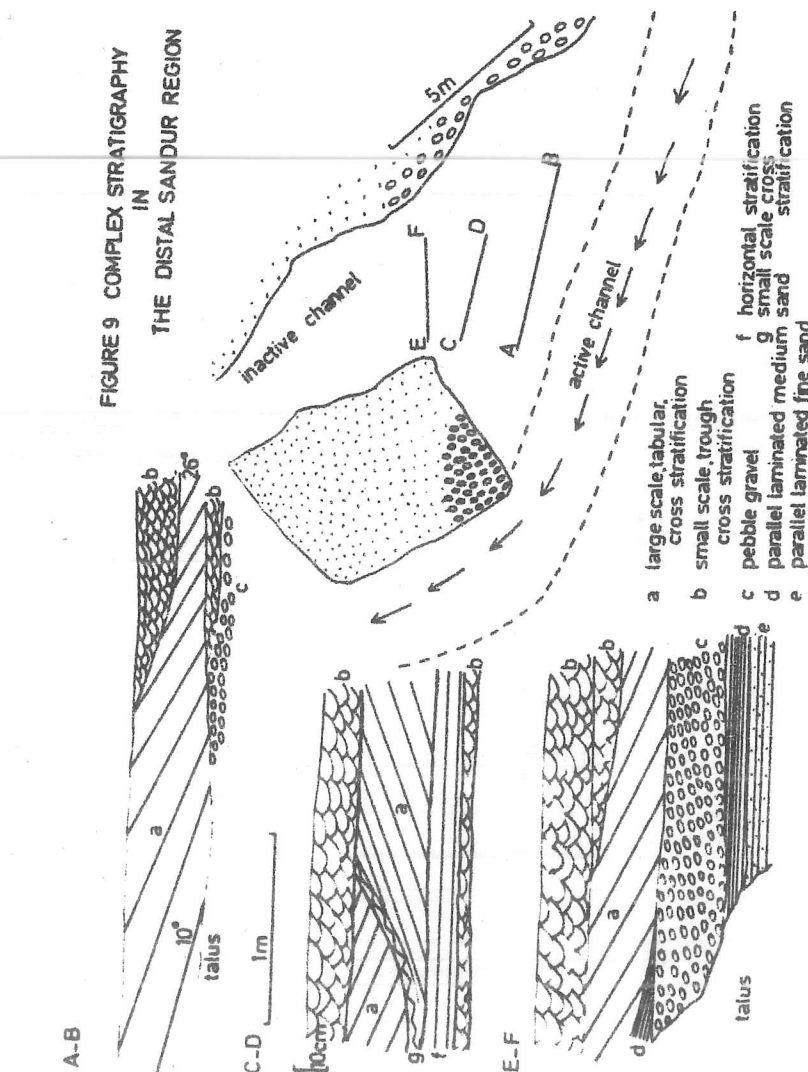 FIGURE 9 COMPLEX STRATIGRAPHY
IN
THE DISTAL SANDUR REGION
A-B
a
b
10°
26°
talus
b
c
C-D
1m
10cm
b
a
a
g
f
b
E-F
b
b
a
d
c
d
e
talus
inactive channel
5m
E F
C D
A B
active channel
a large scale, tabular,
cross stratification
b small scale, trough
cross stratification
c pebble gravel
d parallel laminated medium sand
e parallel laminated fine sand
f horizontal stratification
g small scale cross
stratification